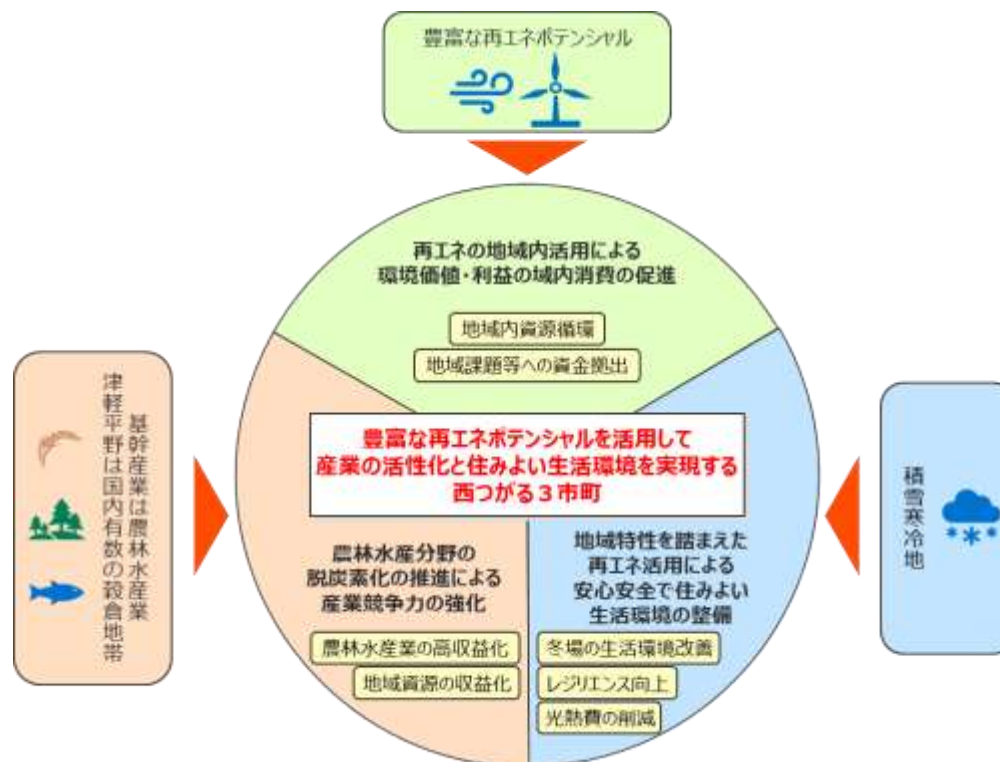 豊富な再エネポテンシャル
再エネの地域内活用による
環境価値・利益の域内消費の促進
地域内資源循環
地域課題等への資金拠出
基幹産業は農林水産業
津軽平野は国内有数の穀倉地帯
豊富な再エネポテンシャルを活用して
産業の活性化と住みよい生活環境を実現する
西つがる3市町
積雪寒冷地
農林水産分野の
脱炭素化の推進による
産業競争力の強化
農林水産業の高収益化
地域資源の収益化
地域特性を踏まえた
再エネ活用による
安心安全で住みよい
生活環境の整備
冬場の生活環境改善
レジリエンス向上
光熱費の削減